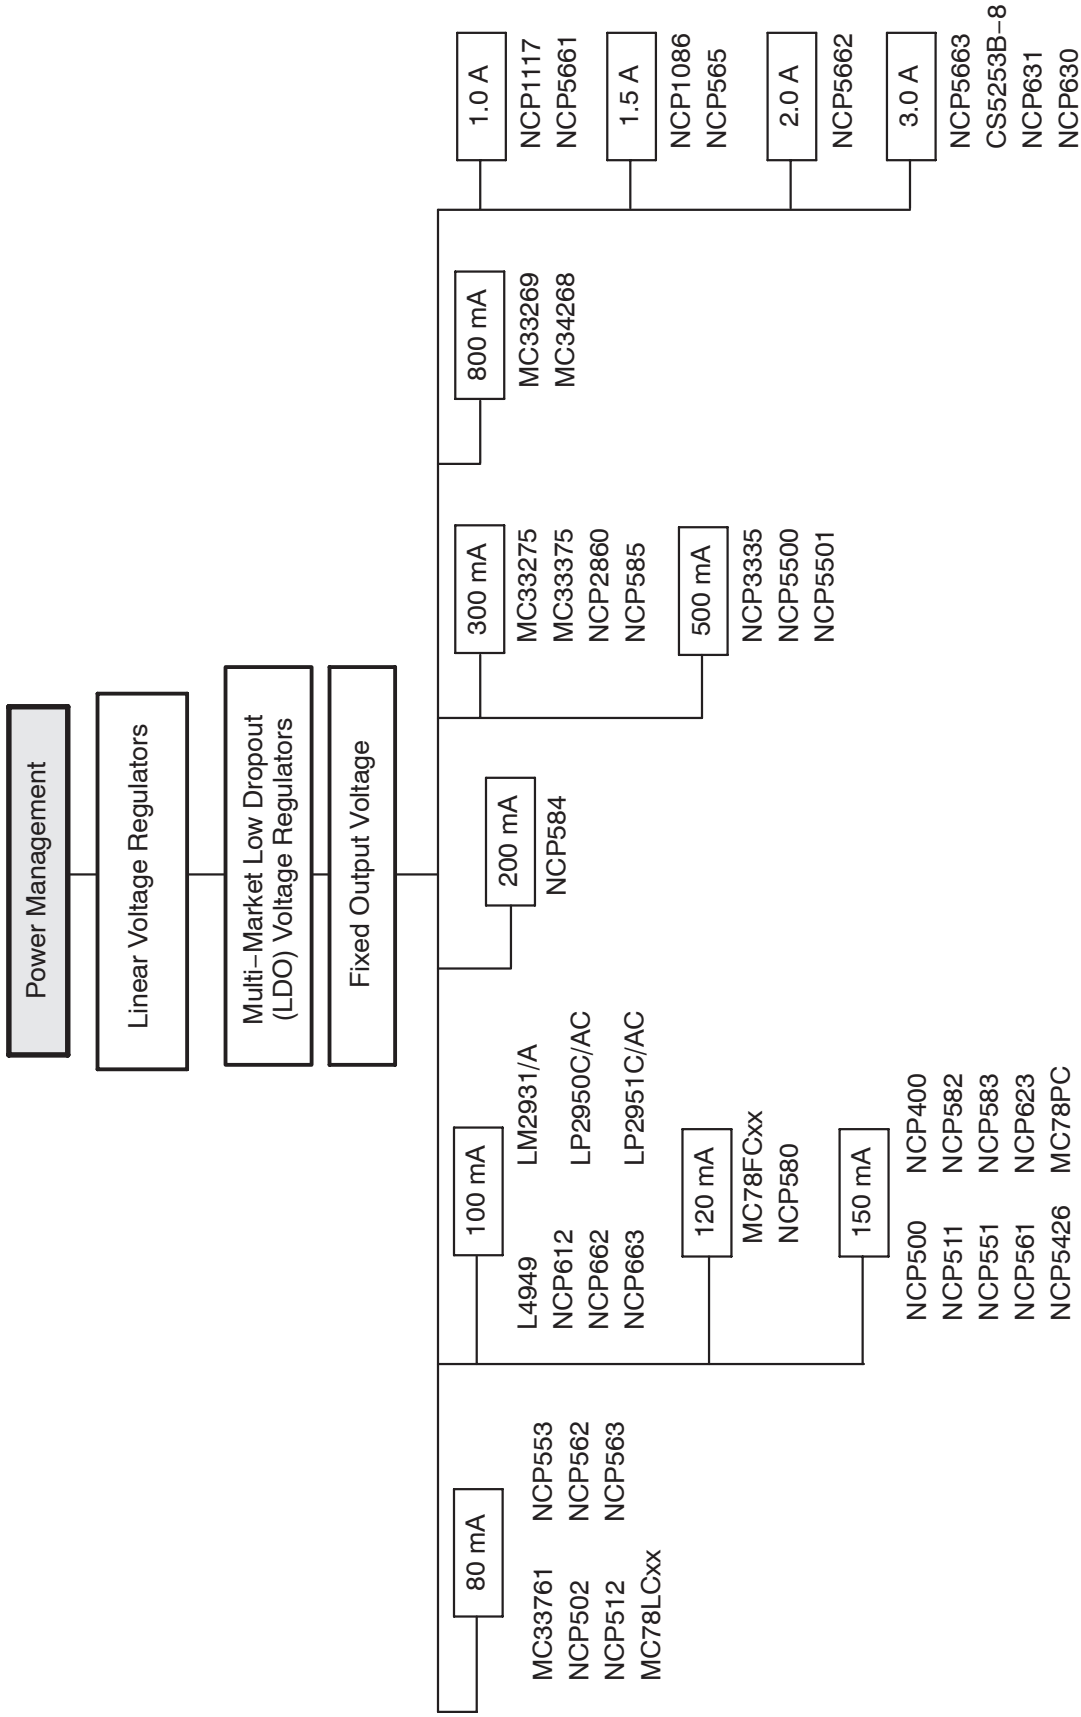 Power Management
Linear Voltage Regulators
Multi−Market Low Dropout
(LDO) Voltage Regulators
Fixed Output Voltage
80 mA
MC33761
NCP502
NCP512
MC78LCxx
NCP553
NCP562
NCP563
100 mA
L4949
NCP612
NCP662
NCP663
LM2931/A
LP2950C/AC
LP2951C/AC
120 mA
MC78FCxx
NCP580
150 mA
NCP500
NCP511
NCP551
NCP561
NCP5426
NCP400
NCP582
NCP583
NCP623
MC78PC
200 mA
NCP584
300 mA
MC33275
MC33375
NCP2860
NCP585
500 mA
NCP3335
NCP5500
NCP5501
800 mA
MC33269
MC34268
1.0 A
NCP1117
NCP5661
1.5 A
NCP1086
NCP565
2.0 A
NCP5662
3.0 A
NCP5663
CS5253B−8
NCP631
NCP630